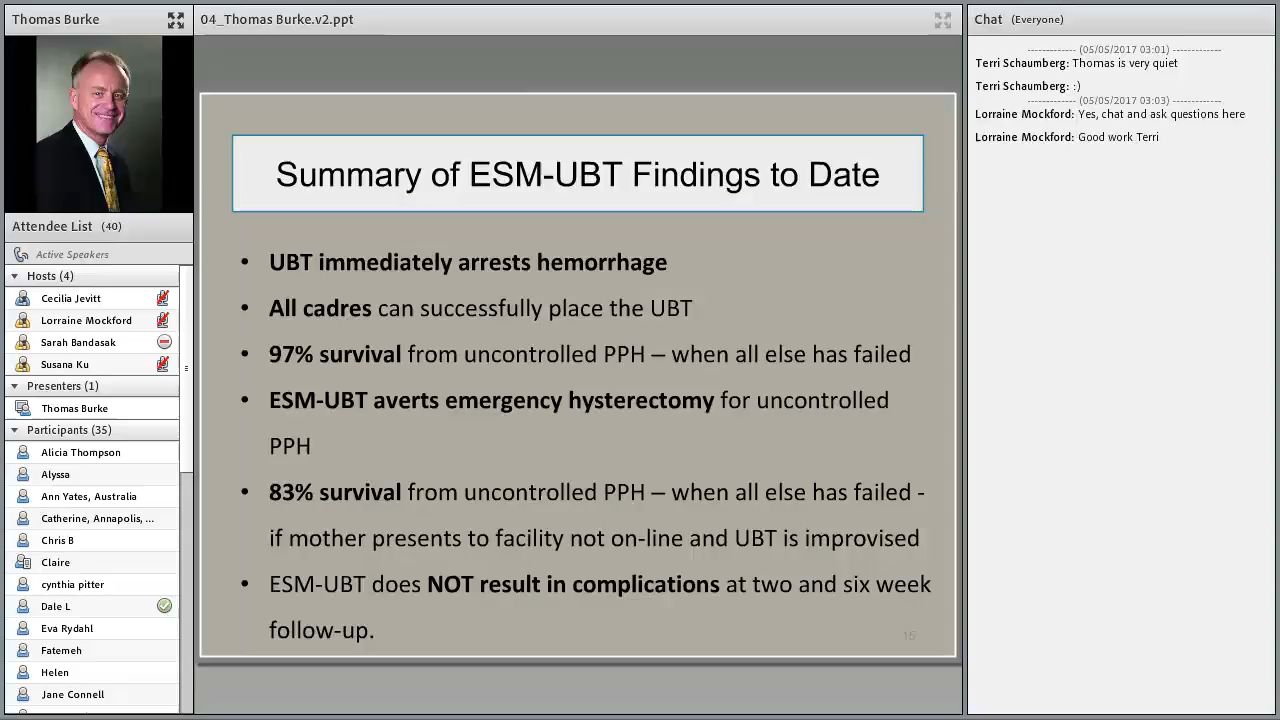 Thomas Burke
Attendee List (40)
Active Speakers
Hosts (4)
Cecilia Jevitt
Lorraine Mockford
Sarah Bandasak
Susana Ku
Presenters (1)
Thomas Burke
Participants (35)
Alicia Thompson
Alyssa
Ann Yates, Australia
Catherine, Annapolis, ...
Chris B
Claire
cynthia pitter
Dale L
Eva Rydahl
Fatemeh
Helen
Jane Connell
04_Thomas Burke.v2.ppt
Summary of ESM-UBT Findings to Date
• UBT immediately arrests hemorrhage
• All cadres can successfully place the UBT
• 97% survival from uncontrolled PPH – when all else has failed
• ESM-UBT averts emergency hysterectomy for uncontrolled
PPH
• 83% survival from uncontrolled PPH – when all else has failed -
if mother presents to facility not on-line and UBT is improvised
• ESM-UBT does NOT result in complications at two and six week
follow-up.
15
Chat (Everyone)
------------- (05/05/2017 03:01) -------------
Terri Schaumberg: Thomas is very quiet
Terri Schaumberg: :)
------------- (05/05/2017 03:03) -------------
Lorraine Mockford: Yes, chat and ask questions here
Lorraine Mockford: Good work Terri